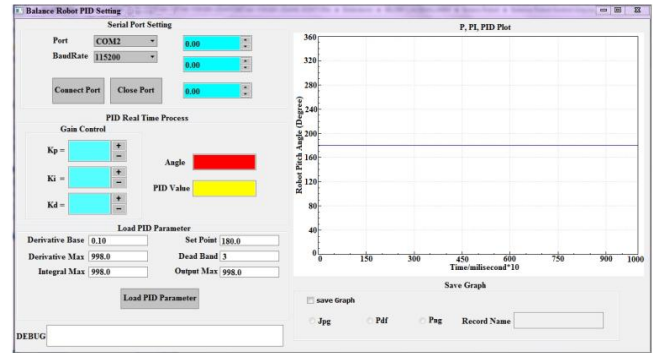 Balance Robot PID Setting
Serial Port Setting
Port COM2 0.00
BaudRate 115200 0.00
Connect Port Close Port 0.00
PID Real Time Process
Gain Control
Kp = + −
Angle
Ki = + −
PID Value
Kd = + −
Load PID Parameter
Derivative Base 0.10 Set Point 180.0
Derivative Max 998.0 Dead Band 3
Integral Max 998.0 Output Max 998.0
Load PID Parameter
DEBUG
P, PI, PID Plot
Robot Pitch Angle (Degree)
360
320
280
240
200
160
120
80
40
0
0 150 300 450 600 750 900 1000
Time/milisecond*10
Save Graph
save Graph
Jpg Pdf Png Record Name